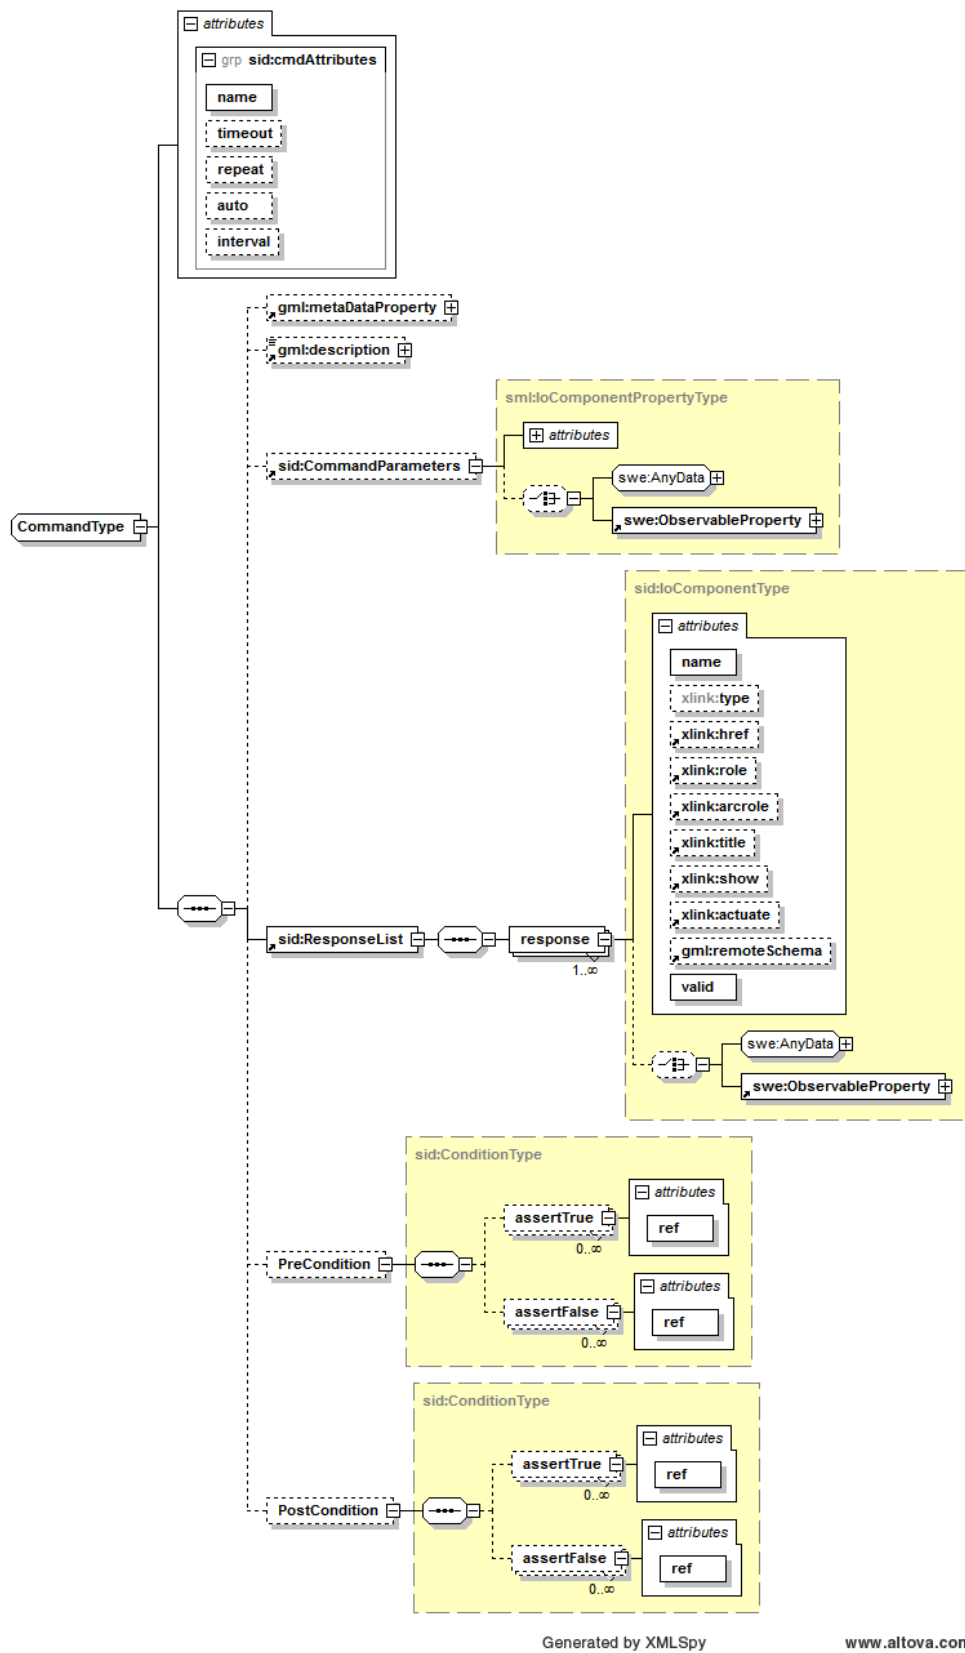 attributes
grp sid:cmdAttributes
name
timeout
repeat
auto
interval
gml:metaDataProperty
gml:description
sml:IoComponentPropertyType
attributes
sid:CommandParameters
swe:AnyData
swe:ObservableProperty
CommandType
sid:IoComponentType
attributes
name
xlink:type
xlink:href
xlink:role
xlink:arcrole
xlink:title
xlink:show
xlink:actuate
sid:ResponseList
response
1..∞
gml:remoteSchema
valid
swe:AnyData
swe:ObservableProperty
sid:ConditionType
attributes
assertTrue
ref
0..∞
PreCondition
attributes
assertFalse
ref
0..∞
sid:ConditionType
attributes
assertTrue
ref
0..∞
PostCondition
attributes
assertFalse
ref
0..∞
Generated by XMLSpy
www.altova.com